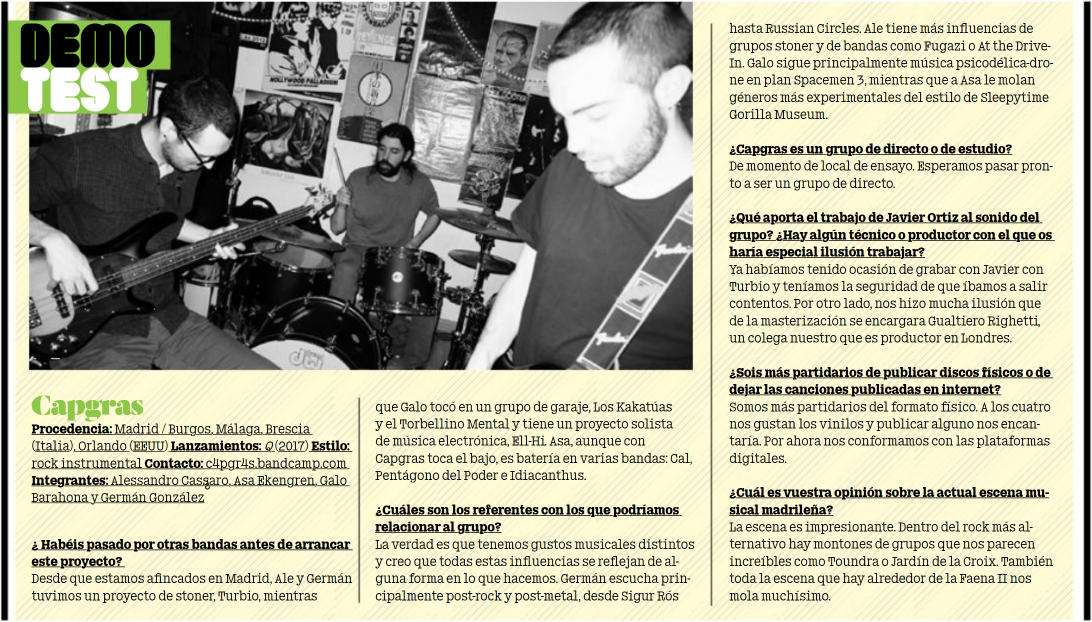 DEMO
TEST
HOLLYWOOD PALLADIUM
Capgras
Procedencia: Madrid / Burgos, Málaga, Brescia
(Italia), Orlando (EEUU) Lanzamientos: Q (2017) Estilo:
rock instrumental Contacto: c4pgr4s.bandcamp.com
Integrantes: Alessandro Cassaro, Asa Ekengren, Galo
Barahona y Germán González
¿ Habéis pasado por otras bandas antes de arrancar
este proyecto?
Desde que estamos afincados en Madrid, Ale y Germán
tuvimos un proyecto de stoner, Turbio, mientras
que Galo tocó en un grupo de garaje, Los Kakatúas
y el Torbellino Mental y tiene un proyecto solista
de música electrónica, Ell-Hi. Asa, aunque con
Capgras toca el bajo, es batería en varias bandas: Cal,
Pentágono del Poder e Idiacanthus.
¿Cuáles son los referentes con los que podríamos
relacionar al grupo?
La verdad es que tenemos gustos musicales distintos
y creo que todas estas influencias se reflejan de al-
guna forma en lo que hacemos. Germán escucha prin-
cipalmente post-rock y post-metal, desde Sigur Rós
hasta Russian Circles. Ale tiene más influencias de
grupos stoner y de bandas como Fugazi o At the Drive-
In. Galo sigue principalmente música psicodélica-dro-
ne en plan Spacemen 3, mientras que a Asa le molan
géneros más experimentales del estilo de Sleepytime
Gorilla Museum.
¿Capgras es un grupo de directo o de estudio?
De momento de local de ensayo. Esperamos pasar pron-
to a ser un grupo de directo.
¿Qué aporta el trabajo de Javier Ortiz al sonido del
grupo? ¿Hay algún técnico o productor con el que os
haría especial ilusión trabajar?
Ya habíamos tenido ocasión de grabar con Javier con
Turbio y teníamos la seguridad de que íbamos a salir
contentos. Por otro lado, nos hizo mucha ilusión que
de la masterización se encargara Gualtiero Righetti,
un colega nuestro que es productor en Londres.
¿Sois más partidarios de publicar discos físicos o de
dejar las canciones publicadas en internet?
Somos más partidarios del formato físico. A los cuatro
nos gustan los vinilos y publicar alguno nos encan-
taría. Por ahora nos conformamos con las plataformas
digitales.
¿Cuál es vuestra opinión sobre la actual escena mu-
sical madrileña?
La escena es impresionante. Dentro del rock más al-
ternativo hay montones de grupos que nos parecen
increíbles como Toundra o Jardín de la Croix. También
toda la escena que hay alrededor de la Faena II nos
mola muchísimo.